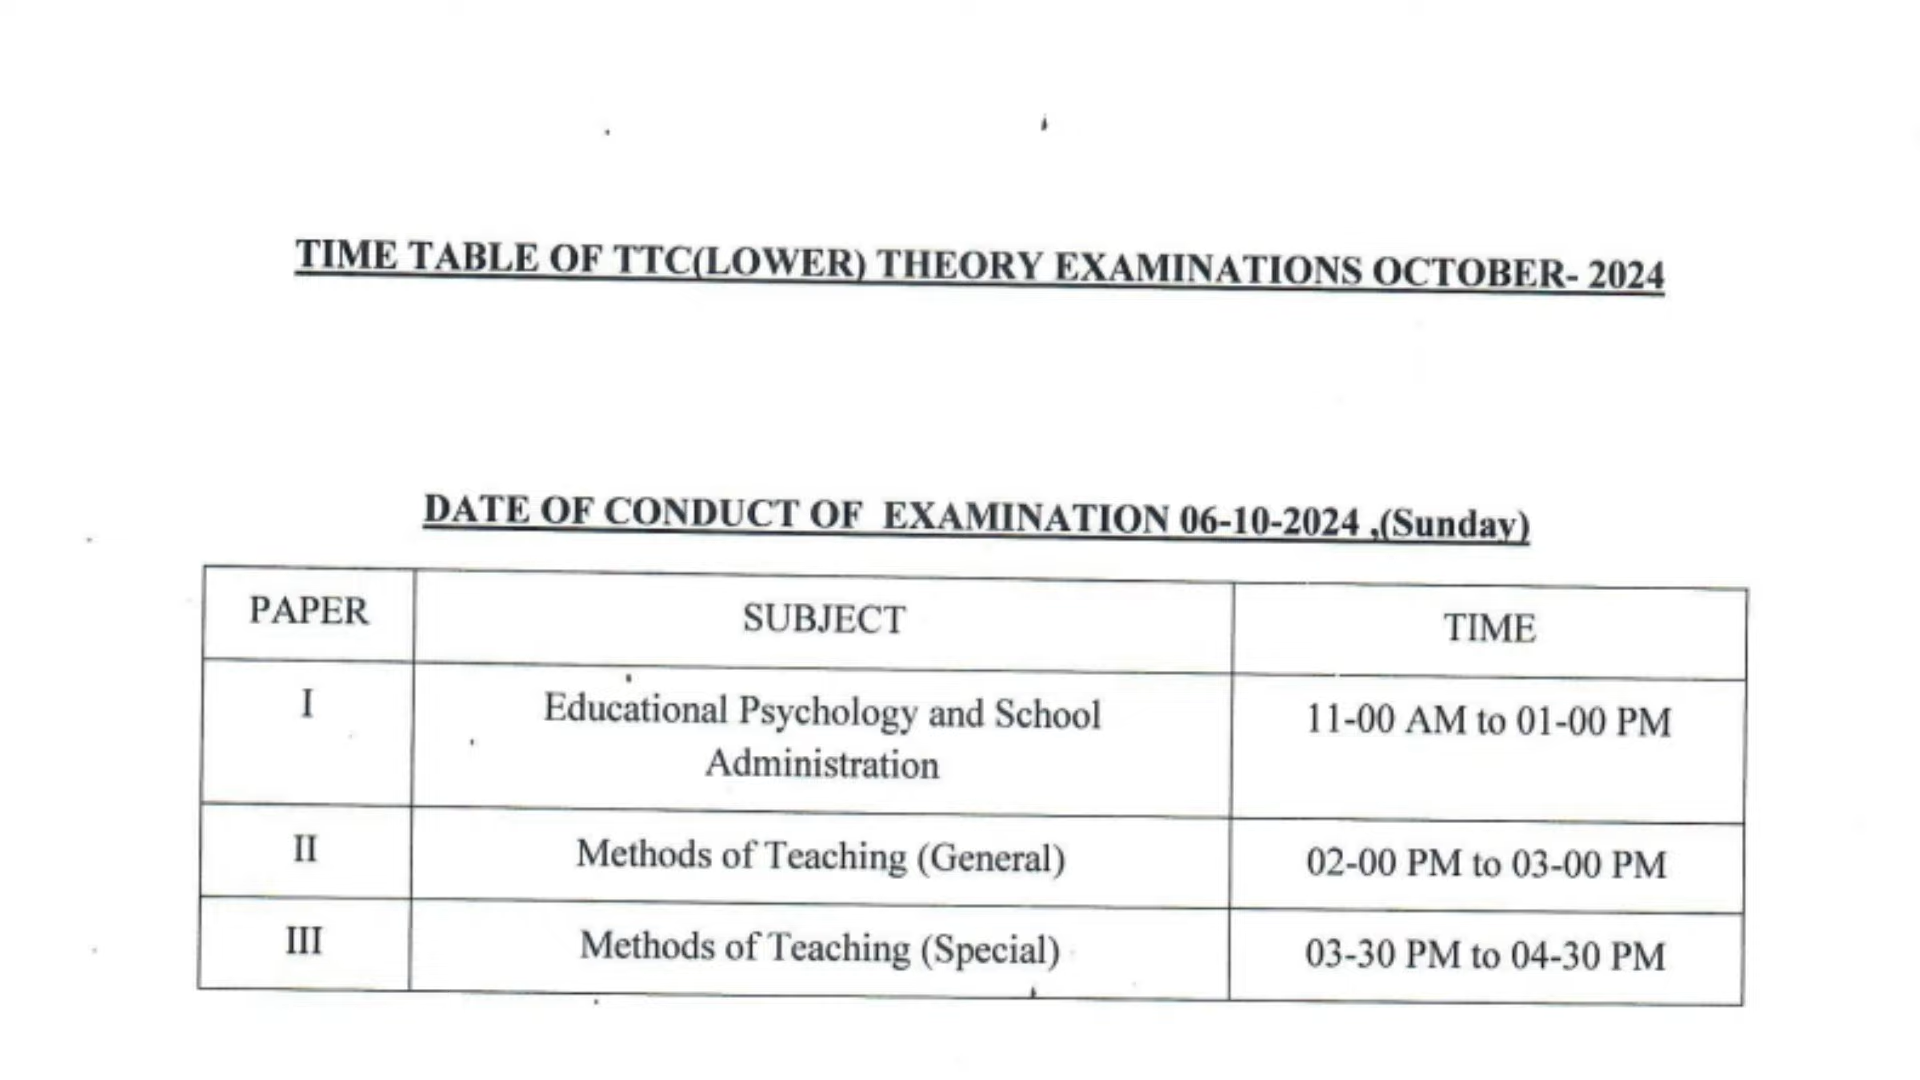 TIME TABLE OF TTC(LOWER) THEORY EXAMINATIONS OCTOBER- 2024
DATE OF CONDUCT OF EXAMINATION 06-10-2024 ,(Sunday)
PAPER SUBJECT TIME
I Educational Psychology and School 11-00 AM to 01-00 PM
Administration
II Methods of Teaching (General) 02-00 PM to 03-00 PM
III Methods of Teaching (Special) 03-30 PM to 04-30 PM